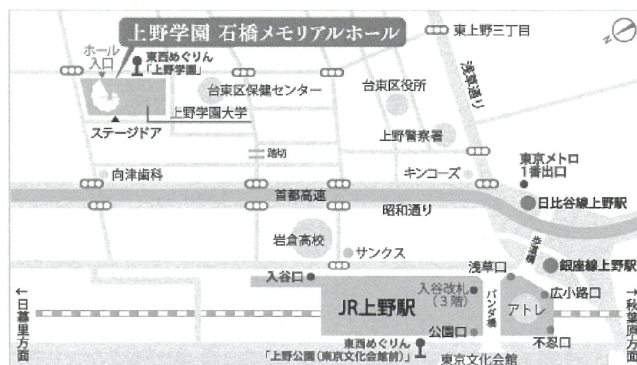 上野学園 石橋メモリアルホール
東上野三丁目
ホール
入口
東西めぐりん
「上野学園」
浅草通り
台東区保健センター
台東区役所
上野学園大学
ステージドア
上野警察署
踏切
東京メトロ
1番出口
向津歯科
キンコーズ
首都高速
日比谷線上野駅
昭和通り
歩道橋
岩倉高校
サンクス
銀座線上野駅
入谷口
浅草口
入谷改札
(3階)
広小路口
JR上野駅
パンダ橋
アトレ
←日暮里方面
→秋葉原方面
公園口
不忍口
東西めぐりん
「上野公園(東京文化会館前)」
東京文化会館
N